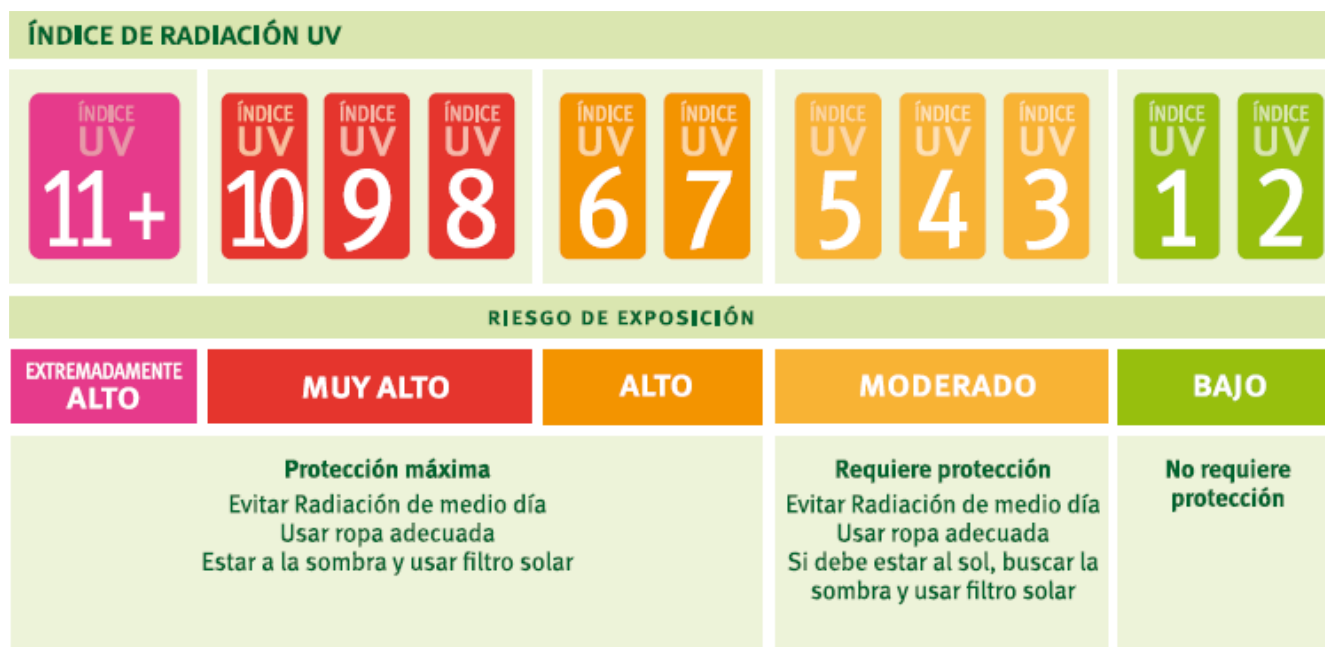 ÍNDICE DE RADIACIÓN UV
ÍNDICE
UV
11+
ÍNDICE
UV
10
ÍNDICE
UV
9
ÍNDICE
UV
8
ÍNDICE
UV
6
ÍNDICE
UV
7
ÍNDICE
UV
5
ÍNDICE
UV
4
ÍNDICE
UV
3
ÍNDICE
UV
1
ÍNDICE
UV
2
RIESGO DE EXPOSICIÓN
EXTREMADAMENTE
ALTO
MUY ALTO
ALTO
MODERADO
BAJO
Protección máxima
Evitar Radiación de medio día
Usar ropa adecuada
Estar a la sombra y usar filtro solar
Requiere protección
Evitar Radiación de medio día
Usar ropa adecuada
Si debe estar al sol, buscar la
sombra y usar filtro solar
No requiere
protección